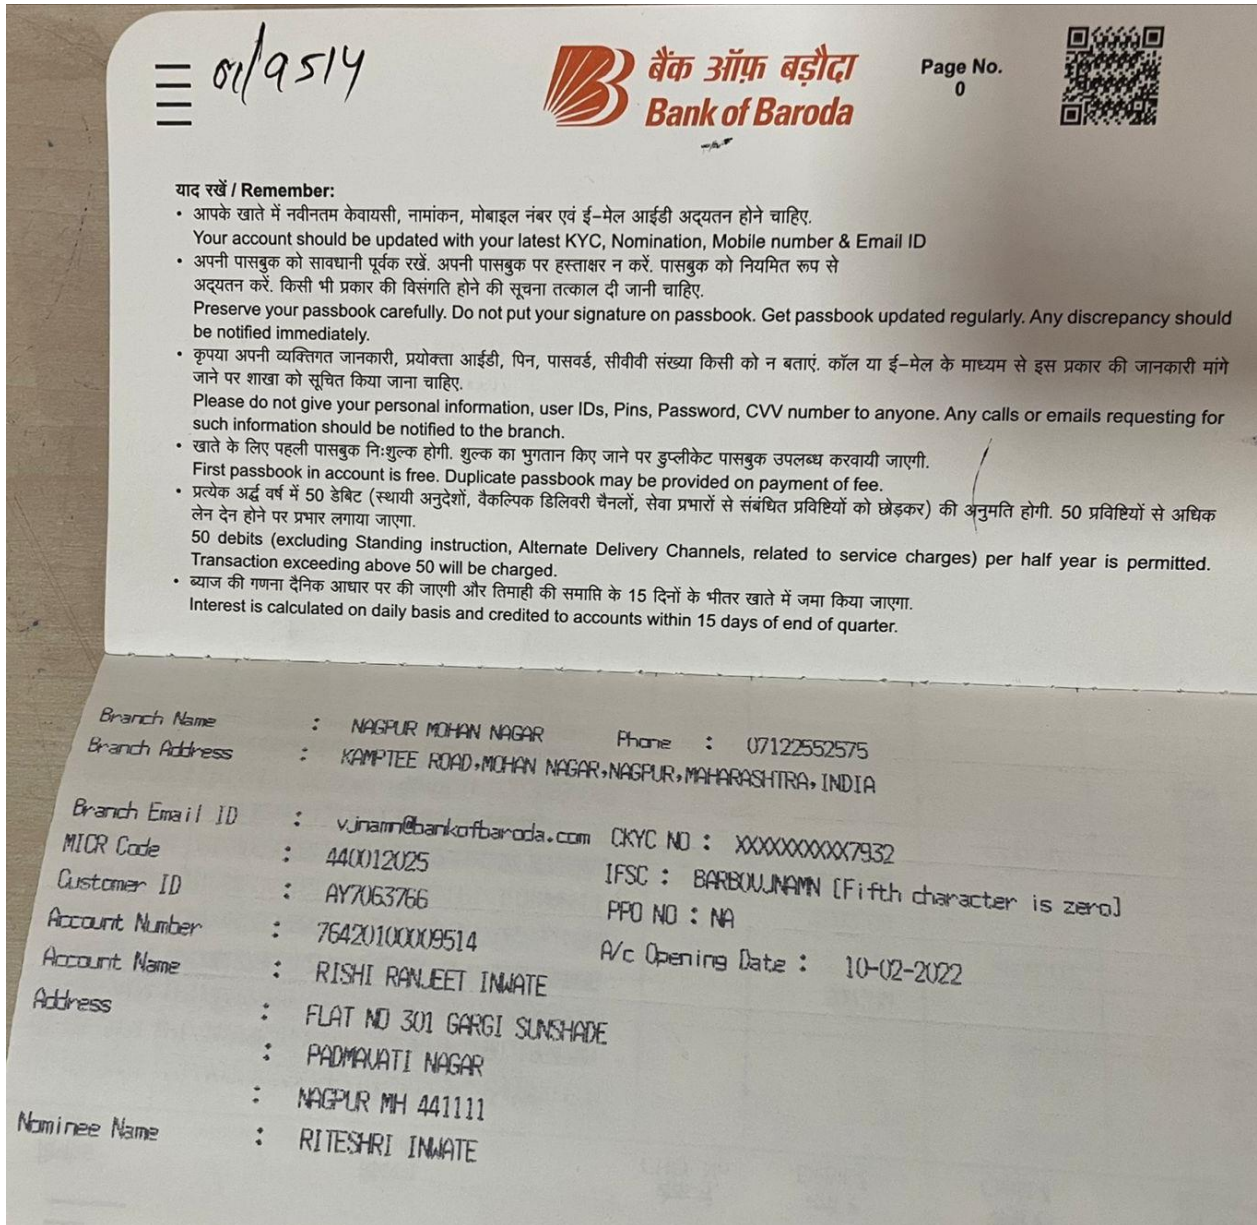 01/9514
बैंक ऑफ़ बड़ौदा
Bank of Baroda
Page No.
0
याद रखें / Remember:
• आपके खाते में नवीनतम केवायसी, नामांकन, मोबाइल नंबर एवं ई-मेल आईडी अद्यतन होने चाहिए.
Your account should be updated with your latest KYC, Nomination, Mobile number & Email ID
• अपनी पासबुक को सावधानी पूर्वक रखें. अपनी पासबुक पर हस्ताक्षर न करें. पासबुक को नियमित रूप से
अद्यतन करें. किसी भी प्रकार की विसंगति होने की सूचना तत्काल दी जानी चाहिए.
Preserve your passbook carefully. Do not put your signature on passbook. Get passbook updated regularly. Any discrepancy should
be notified immediately.
• कृपया अपनी व्यक्तिगत जानकारी, प्रयोक्ता आईडी, पिन, पासवर्ड, सीवीवी संख्या किसी को न बताएं. कॉल या ई-मेल के माध्यम से इस प्रकार की जानकारी मांगे
जाने पर शाखा को सूचित किया जाना चाहिए.
Please do not give your personal information, user IDs, Pins, Password, CVV number to anyone. Any calls or emails requesting for
such information should be notified to the branch.
• खाते के लिए पहली पासबुक निःशुल्क होगी. शुल्क का भुगतान किए जाने पर डुप्लीकेट पासबुक उपलब्ध करवायी जाएगी.
First passbook in account is free. Duplicate passbook may be provided on payment of fee.
• प्रत्येक अर्द्ध वर्ष में 50 डेबिट (स्थायी अनुदेशों, वैकल्पिक डिलिवरी चैनलों, सेवा प्रभारों से संबंधित प्रविष्टियों को छोड़कर) की अनुमति होगी. 50 प्रविष्टियों से अधिक
लेन देन होने पर प्रभार लगाया जाएगा.
50 debits (excluding Standing instruction, Alternate Delivery Channels, related to service charges) per half year is permitted.
Transaction exceeding above 50 will be charged.
• ब्याज की गणना दैनिक आधार पर की जाएगी और तिमाही की समाप्ति के 15 दिनों के भीतर खाते में जमा किया जाएगा.
Interest is calculated on daily basis and credited to accounts within 15 days of end of quarter.
Branch Name : NAGPUR MOHAN NAGAR Phone : 07122552575
Branch Address : KAMPTEE ROAD,MOHAN NAGAR,NAGPUR,MAHARASHTRA, INDIA
Branch Email ID : vjnamn@bankofbaroda.com CKYC NO : XXXXXXXXXX7932
MICR Code : 440012025 IFSC : BARB0VJNAMN [Fifth character is zero]
Customer ID : AY7063766 PPO NO : NA
Account Number : 76420100009514 A/c Opening Date : 10-02-2022
Account Name : RISHI RANJEET INWATE
Address : FLAT NO 301 GARGI SUNSHADE
: PADMAVATI NAGAR
: NAGPUR MH 441111
Nominee Name : RITESHRI INWATE